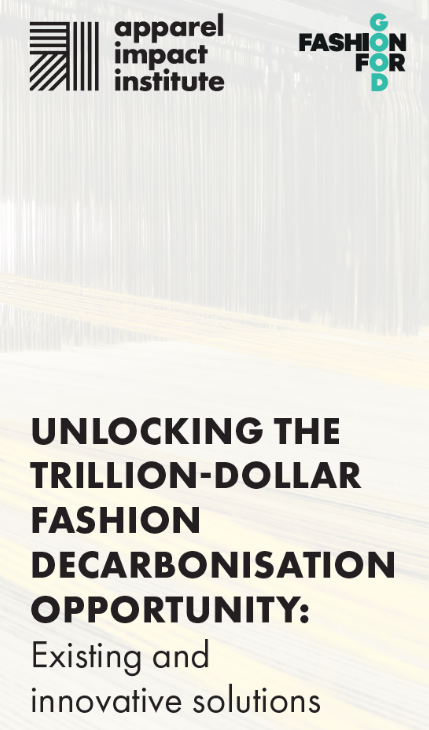 apparel
impact
institute
FASHION
FOR
GOOD
UNLOCKING THE
TRILLION-DOLLAR
FASHION
DECARBONISATION
OPPORTUNITY:
Existing and
innovative solutions